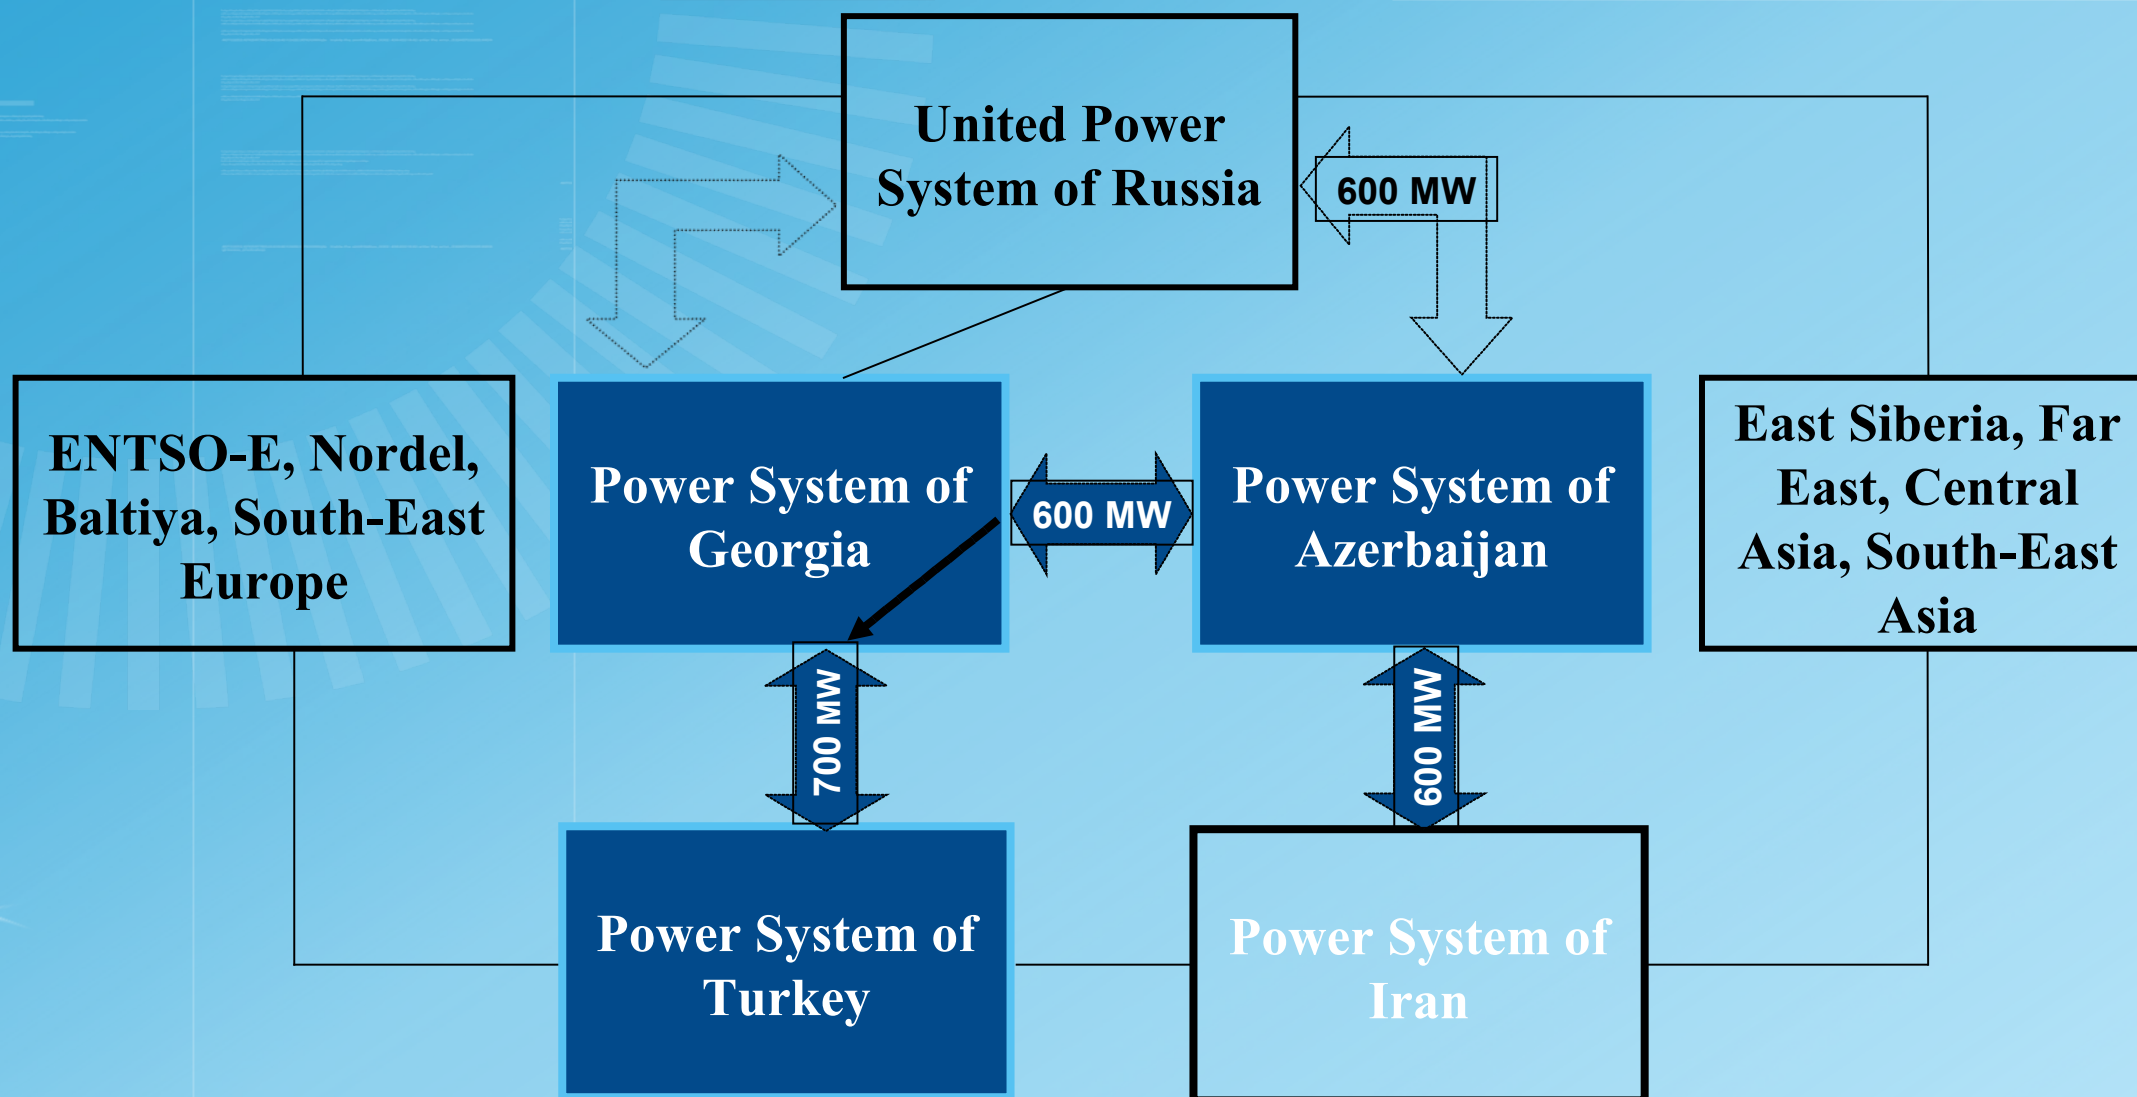 United Power
System of Russia
600 MW
ENTSO-E, Nordel,
Baltiya, South-East
Europe
Power System of
Georgia
600 MW
Power System of
Azerbaijan
East Siberia, Far
East, Central
Asia, South-East
Asia
700 MW
600 MW
Power System of
Turkey
Power System of
Iran